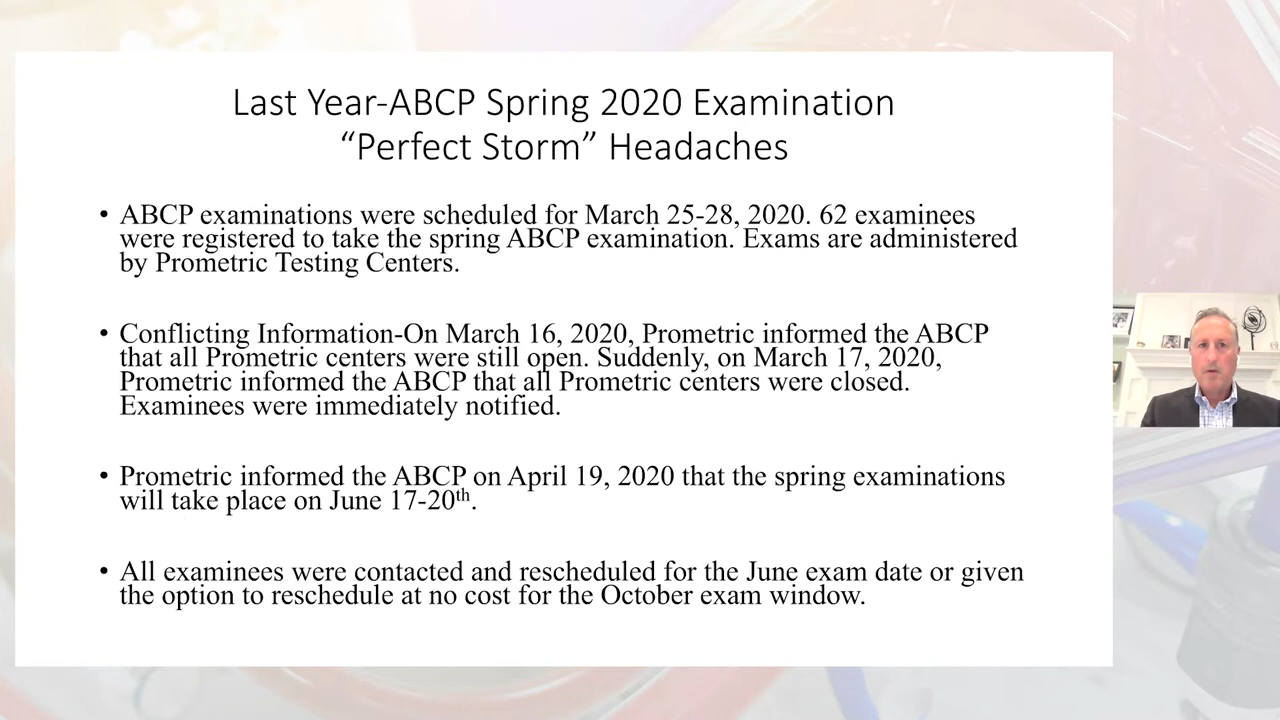 Last Year-ABCP Spring 2020 Examination
“Perfect Storm” Headaches
• ABCP examinations were scheduled for March 25-28, 2020. 62 examinees
were registered to take the spring ABCP examination. Exams are administered
by Prometric Testing Centers.
• Conflicting Information-On March 16, 2020, Prometric informed the ABCP
that all Prometric centers were still open. Suddenly, on March 17, 2020,
Prometric informed the ABCP that all Prometric centers were closed.
Examinees were immediately notified.
• Prometric informed the ABCP on April 19, 2020 that the spring examinations
will take place on June 17-20th.
• All examinees were contacted and rescheduled for the June exam date or given
the option to reschedule at no cost for the October exam window.